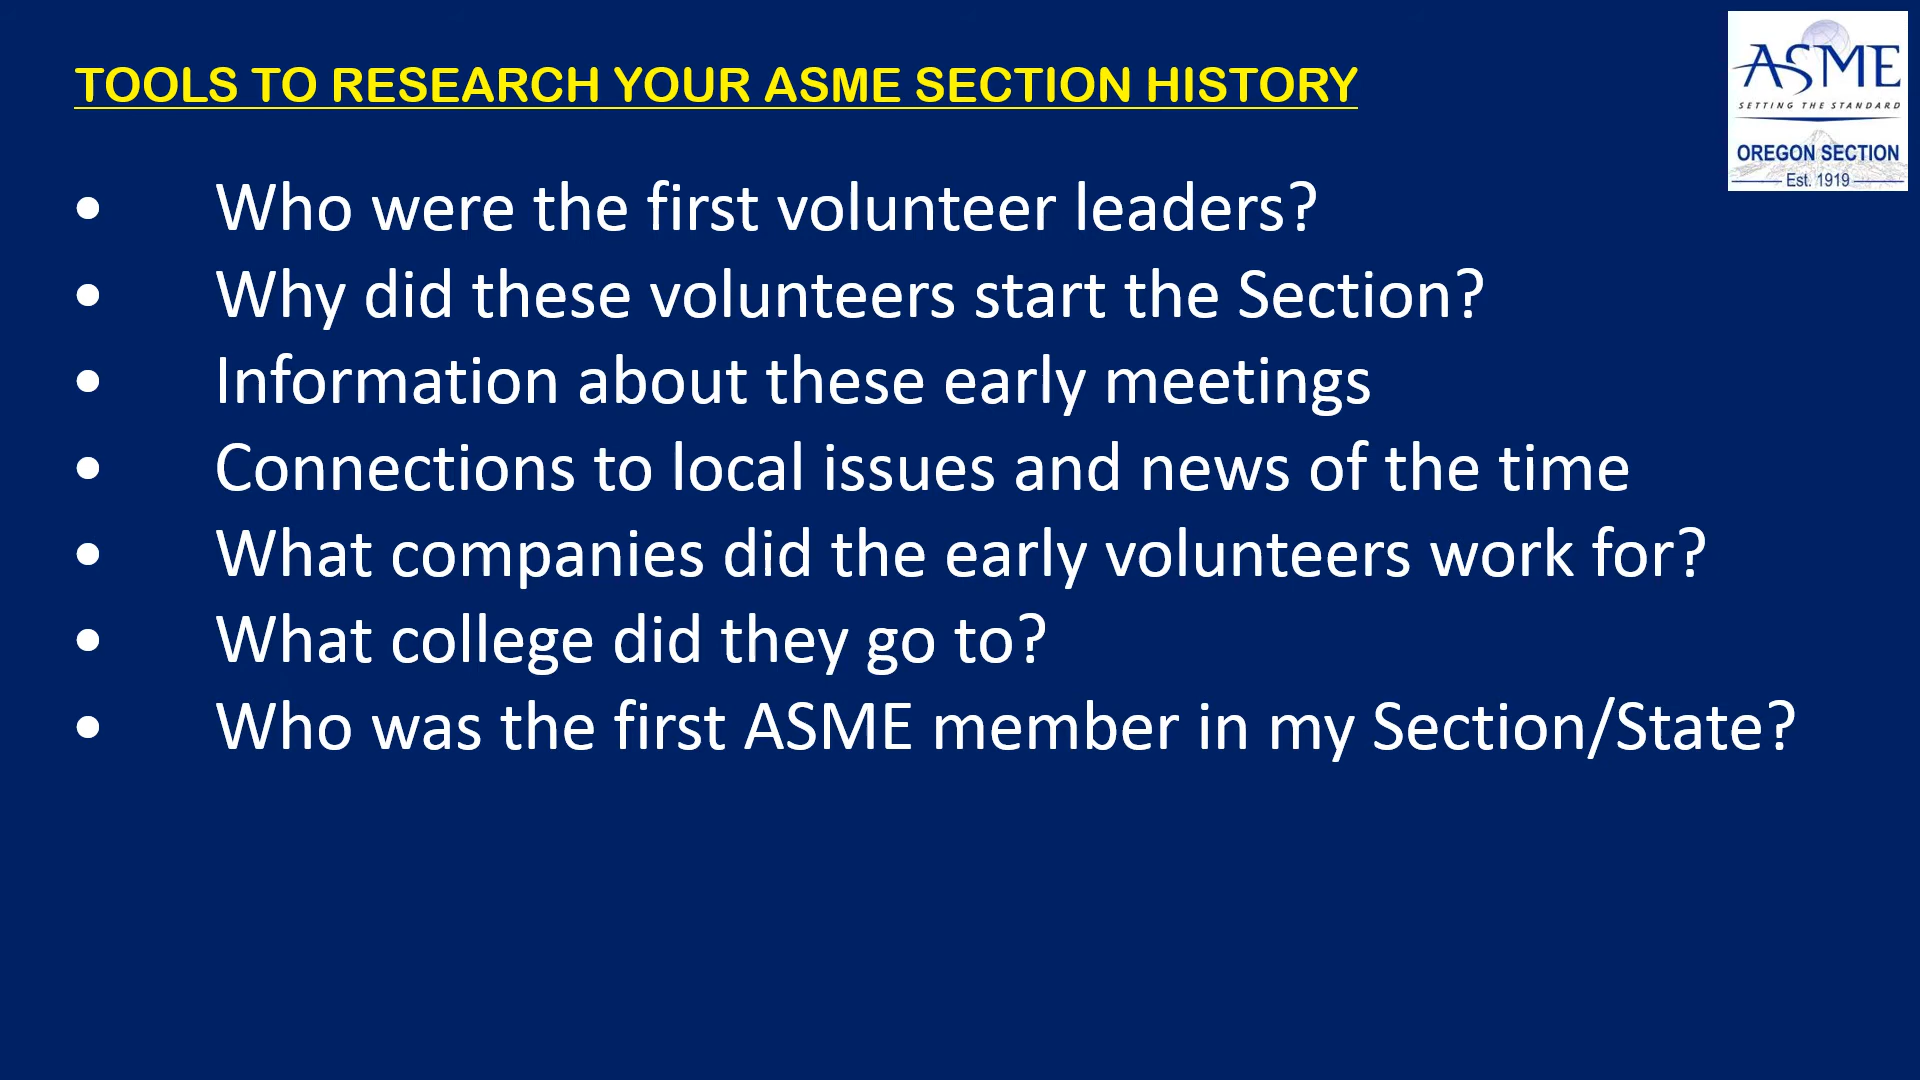 TOOLS TO RESEARCH YOUR ASME SECTION HISTORY
ASME
SETTING THE STANDARD
OREGON SECTION
Est. 1919
• Who were the first volunteer leaders?
• Why did these volunteers start the Section?
• Information about these early meetings
• Connections to local issues and news of the time
• What companies did the early volunteers work for?
• What college did they go to?
• Who was the first ASME member in my Section/State?